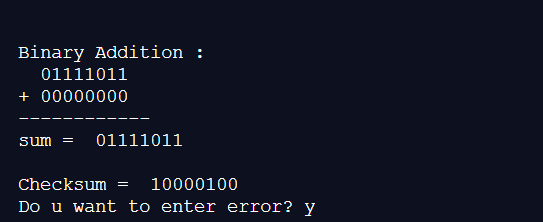 Binary Addition :
  01111011
+ 00000000
------------
sum =  01111011
Checksum =  10000100
Do u want to enter error? y